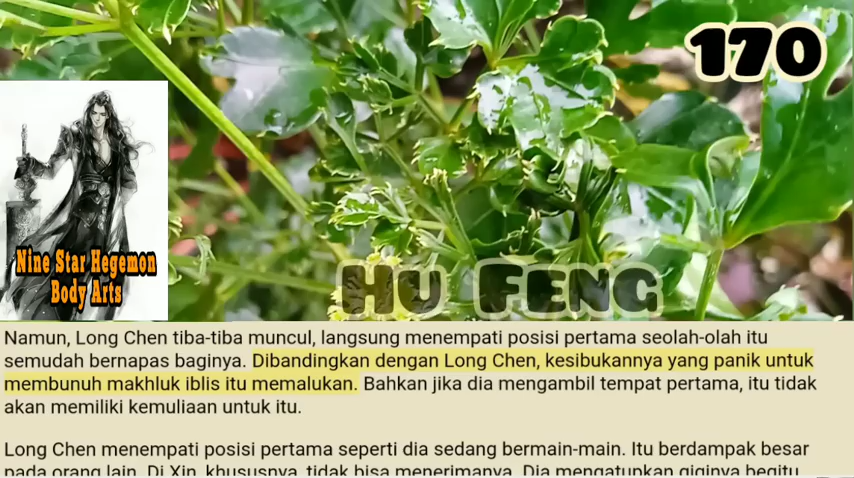 170
Nine Star Hegemon
Body Arts
Hu Feng
Namun, Long Chen tiba-tiba muncul, langsung menempati posisi pertama seolah-olah itu
semudah bernapas baginya. Dibandingkan dengan Long Chen, kesibukannya yang panik untuk
membunuh makhluk iblis itu memalukan. Bahkan jika dia mengambil tempat pertama, itu tidak
akan memiliki kemuliaan untuk itu.
Long Chen menempati posisi pertama seperti dia sedang bermain-main. Itu berdampak besar
pada orang lain. Di Xin, khususnya, tidak bisa menerimanya. Dia mengatupkan giginya begitu